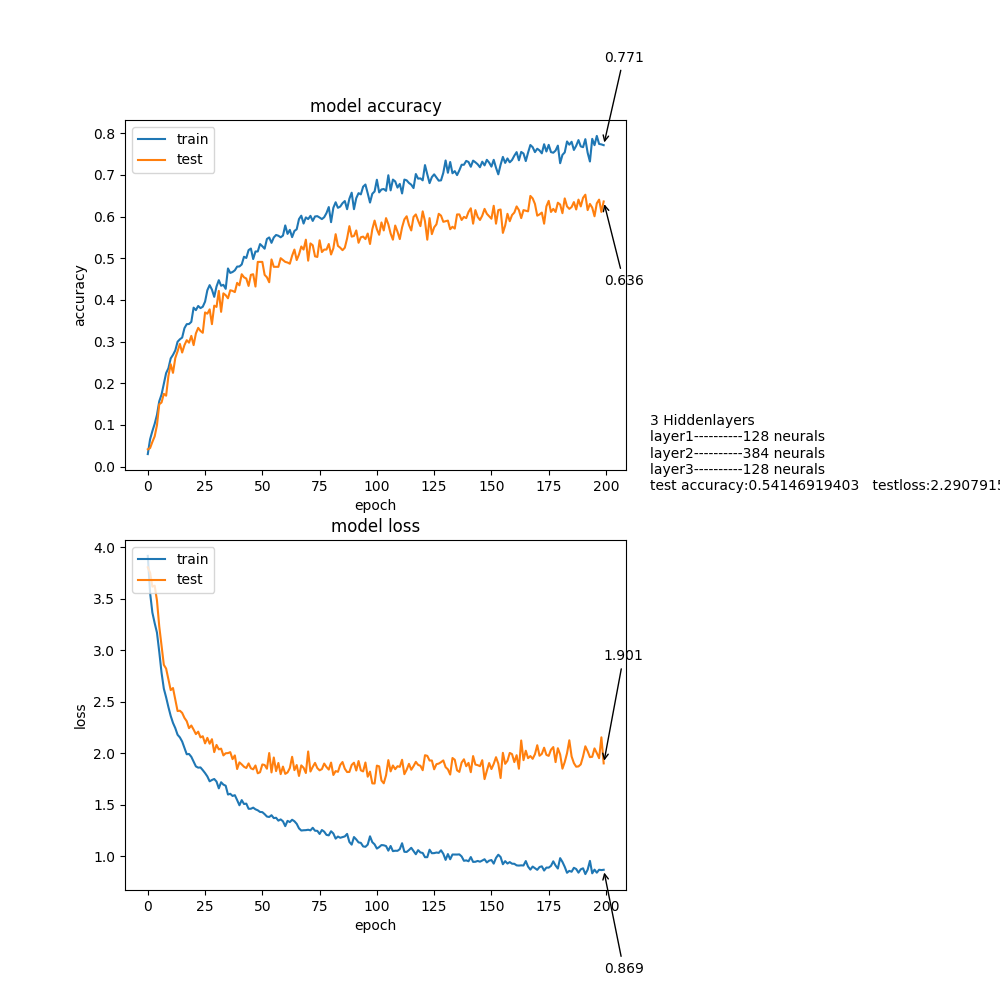 0.771
model accuracy
train
test
0.8
0.7
0.6
0.5
0.4
0.3
0.2
0.1
0.0
accuracy
0.636
0 25 50 75 100 125 150 175 200
epoch
3 Hiddenlayers
layer1----------128 neurals
layer2----------384 neurals
layer3----------128 neurals
test accuracy:0.54146919403 testloss:2.2907915
model loss
train
test
4.0
3.5
3.0
2.5
2.0
1.5
1.0
loss
1.901
0 25 50 75 100 125 150 175 200
epoch
0.869